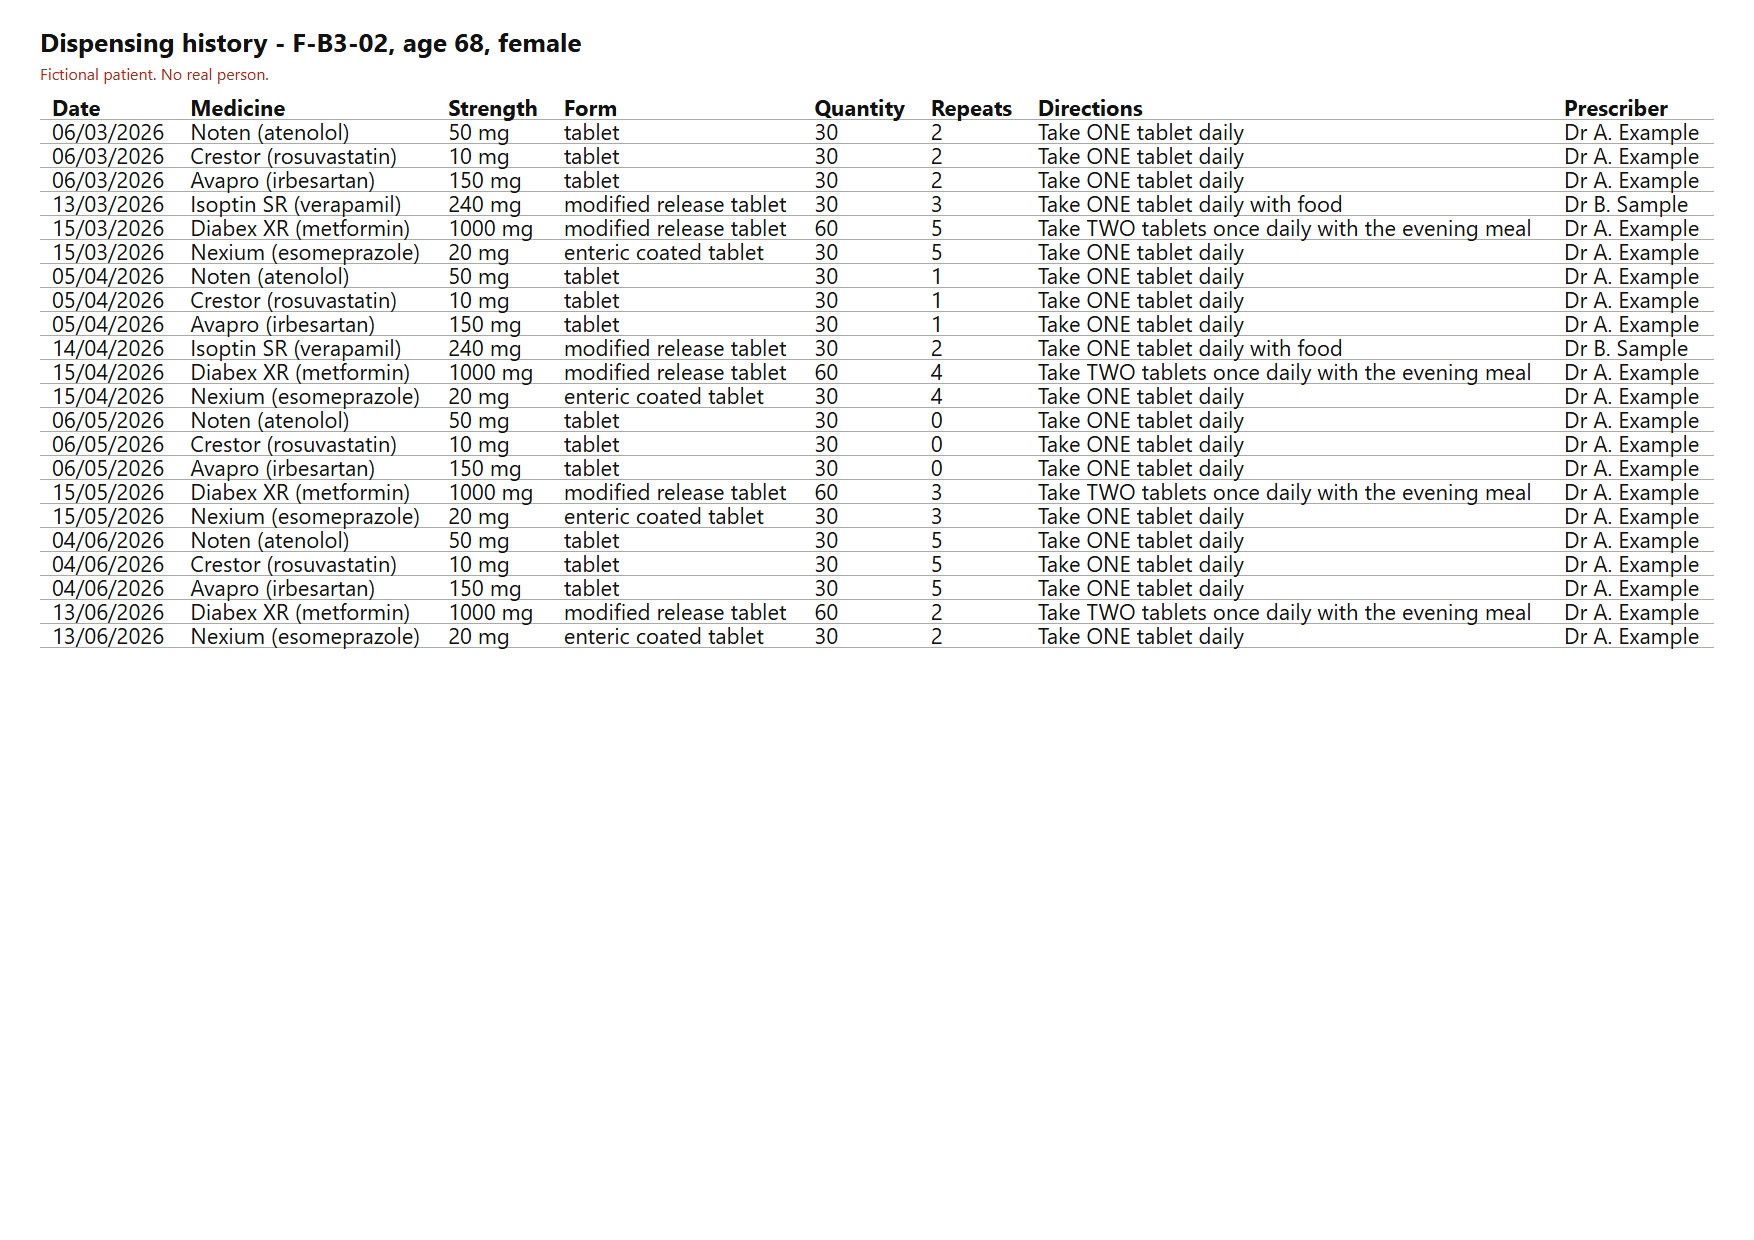 Dispensing history - F-B3-02, age 68, female
Fictional patient. No real person.
Date Medicine Strength Form Quantity Repeats Directions Prescriber
06/03/2026 Noten (atenolol) 50 mg tablet 30 2 Take ONE tablet daily Dr A. Example
06/03/2026 Crestor (rosuvastatin) 10 mg tablet 30 2 Take ONE tablet daily Dr A. Example
06/03/2026 Avapro (irbesartan) 150 mg tablet 30 2 Take ONE tablet daily Dr A. Example
13/03/2026 Isoptin SR (verapamil) 240 mg modified release tablet 30 3 Take ONE tablet daily with food Dr B. Sample
15/03/2026 Diabex XR (metformin) 1000 mg modified release tablet 60 5 Take TWO tablets once daily with the evening meal Dr A. Example
15/03/2026 Nexium (esomeprazole) 20 mg enteric coated tablet 30 5 Take ONE tablet daily Dr A. Example
05/04/2026 Noten (atenolol) 50 mg tablet 30 1 Take ONE tablet daily Dr A. Example
05/04/2026 Crestor (rosuvastatin) 10 mg tablet 30 1 Take ONE tablet daily Dr A. Example
05/04/2026 Avapro (irbesartan) 150 mg tablet 30 1 Take ONE tablet daily Dr A. Example
14/04/2026 Isoptin SR (verapamil) 240 mg modified release tablet 30 2 Take ONE tablet daily with food Dr B. Sample
15/04/2026 Diabex XR (metformin) 1000 mg modified release tablet 60 4 Take TWO tablets once daily with the evening meal Dr A. Example
15/04/2026 Nexium (esomeprazole) 20 mg enteric coated tablet 30 4 Take ONE tablet daily Dr A. Example
06/05/2026 Noten (atenolol) 50 mg tablet 30 0 Take ONE tablet daily Dr A. Example
06/05/2026 Crestor (rosuvastatin) 10 mg tablet 30 0 Take ONE tablet daily Dr A. Example
06/05/2026 Avapro (irbesartan) 150 mg tablet 30 0 Take ONE tablet daily Dr A. Example
15/05/2026 Diabex XR (metformin) 1000 mg modified release tablet 60 3 Take TWO tablets once daily with the evening meal Dr A. Example
15/05/2026 Nexium (esomeprazole) 20 mg enteric coated tablet 30 3 Take ONE tablet daily Dr A. Example
04/06/2026 Noten (atenolol) 50 mg tablet 30 5 Take ONE tablet daily Dr A. Example
04/06/2026 Crestor (rosuvastatin) 10 mg tablet 30 5 Take ONE tablet daily Dr A. Example
04/06/2026 Avapro (irbesartan) 150 mg tablet 30 5 Take ONE tablet daily Dr A. Example
13/06/2026 Diabex XR (metformin) 1000 mg modified release tablet 60 2 Take TWO tablets once daily with the evening meal Dr A. Example
13/06/2026 Nexium (esomeprazole) 20 mg enteric coated tablet 30 2 Take ONE tablet daily Dr A. Example